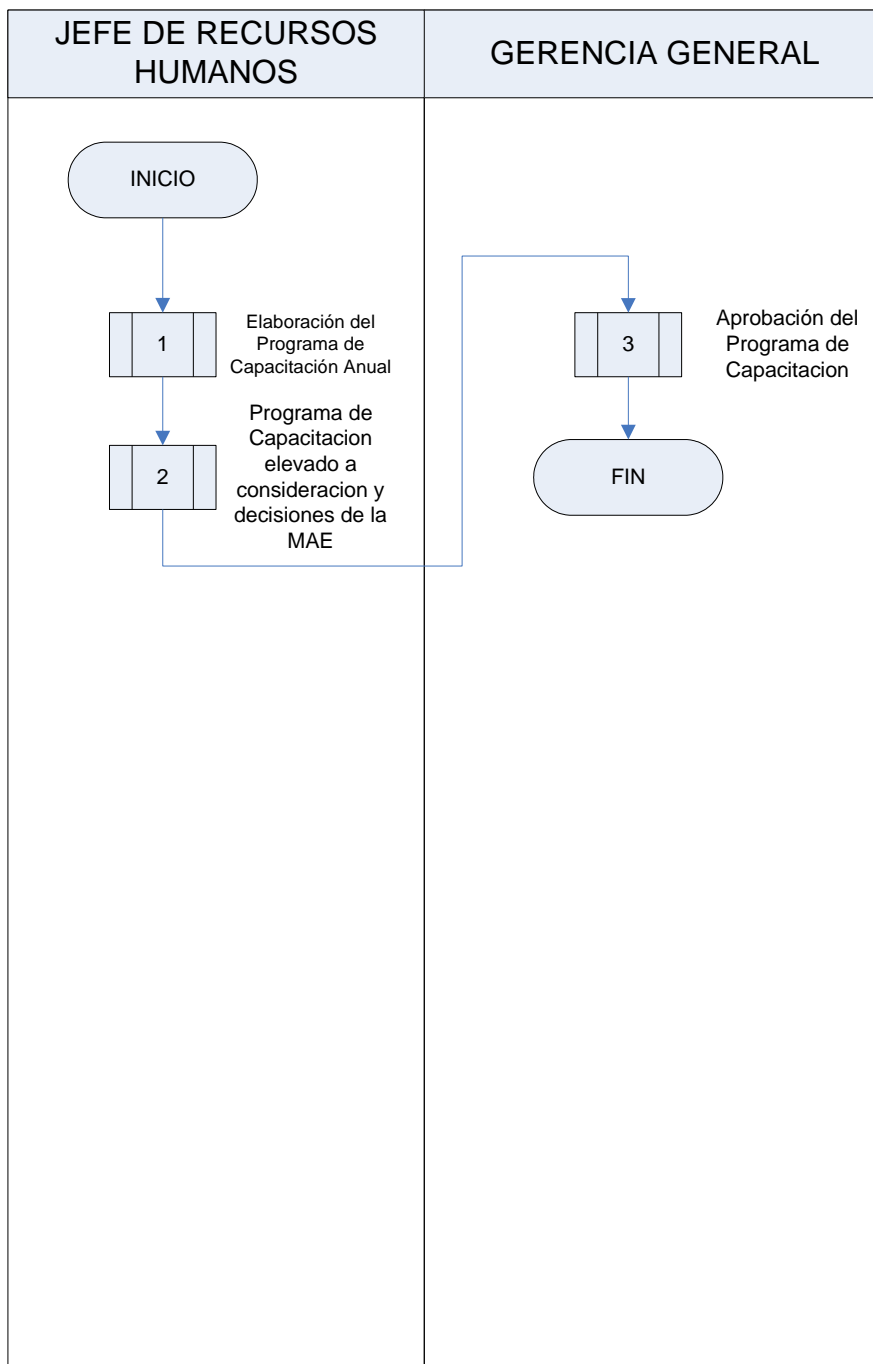 JEFE DE RECURSOS
HUMANOS
GERENCIA GENERAL
INICIO
1
Elaboración del
Programa de
Capacitación Anual
2
Programa de
Capacitacion
elevado a
consideracion y
decisiones de la
MAE
3
Aprobación del
Programa de
Capacitacion
FIN